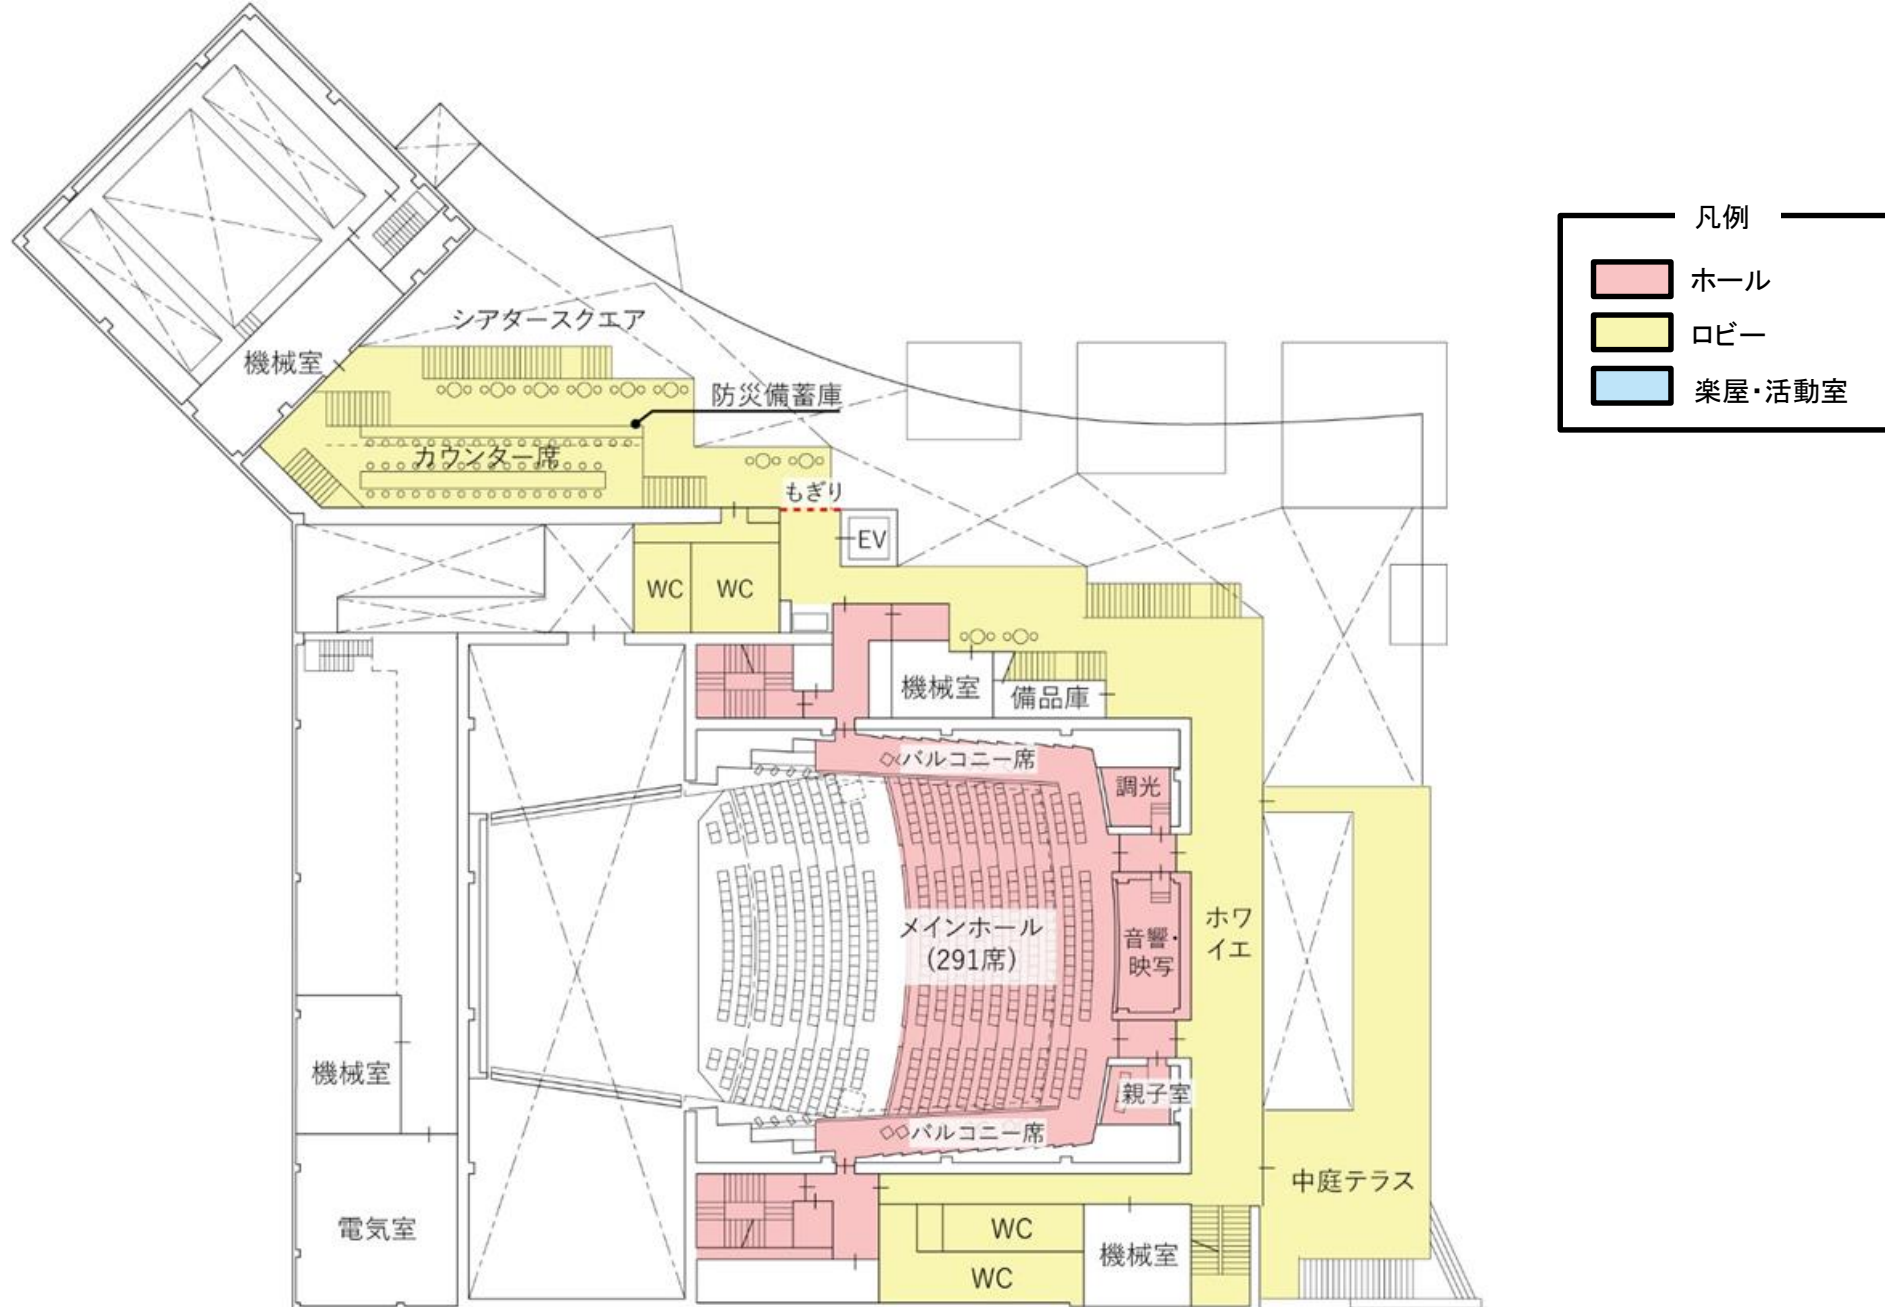 凡例
ホール
ロビー
楽屋・活動室
シアタースクエア
機械室
防災備蓄庫
カウンター席
もぎり
EV
WC
WC
機械室
備品庫
バルコニー席
調光
メインホール
(291席)
音響・
映写
ホワ
イエ
機械室
親子室
バルコニー席
中庭テラス
電気室
WC
機械室
WC